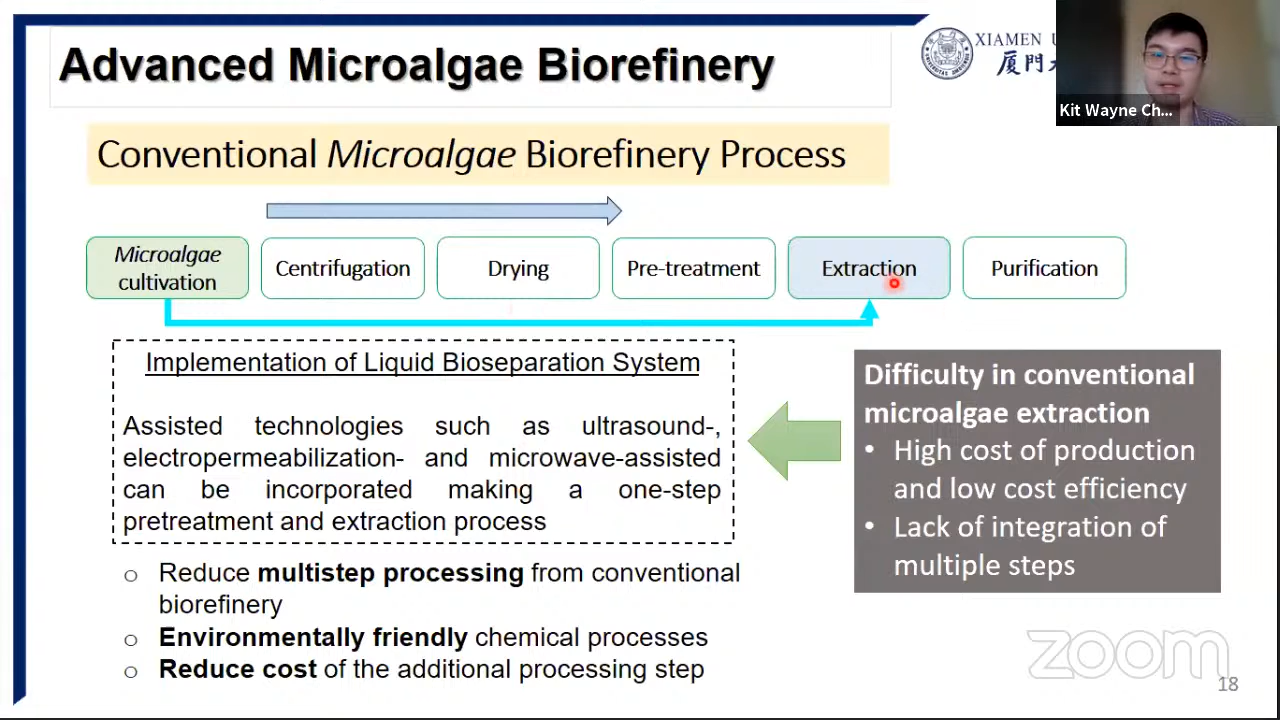 Advanced Microalgae Biorefinery
XIAMEN U
厦門大
Kit Wayne Ch...
Conventional Microalgae Biorefinery Process
Microalgae
cultivation
Centrifugation
Drying
Pre-treatment
Extraction
Purification
Implementation of Liquid Bioseparation System
Assisted technologies such as ultrasound-,
electropermeabilization- and microwave-assisted
can be incorporated making a one-step
pretreatment and extraction process
Difficulty in conventional
microalgae extraction
• High cost of production
and low cost efficiency
• Lack of integration of
multiple steps
o Reduce multistep processing from conventional
biorefinery
o Environmentally friendly chemical processes
o Reduce cost of the additional processing step
zoom
18